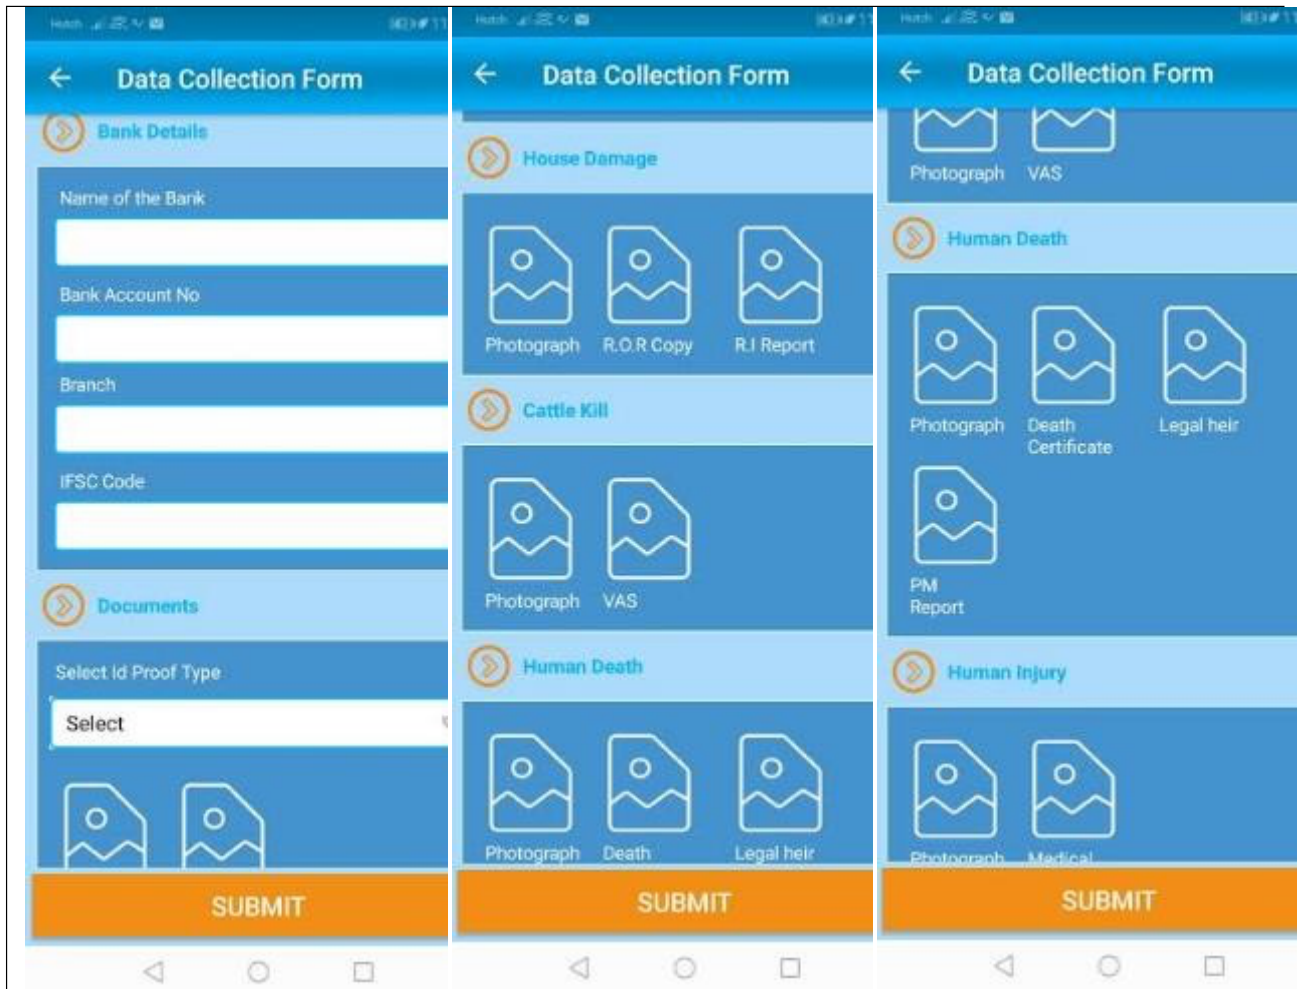 Data Collection Form
Bank Details
Name of the Bank
Bank Account No
Branch
IFSC Code
Documents
Select Id Proof Type
Select
SUBMIT
Data Collection Form
House Damage
Photograph R.O.R Copy R.I Report
Cattle Kill
Photograph VAS
Human Death
Photograph Death Legal heir
SUBMIT
Data Collection Form
Photograph VAS
Human Death
Photograph Death Legal heir
Certificate
PM
Report
Human Injury
Photograph Medical
SUBMIT